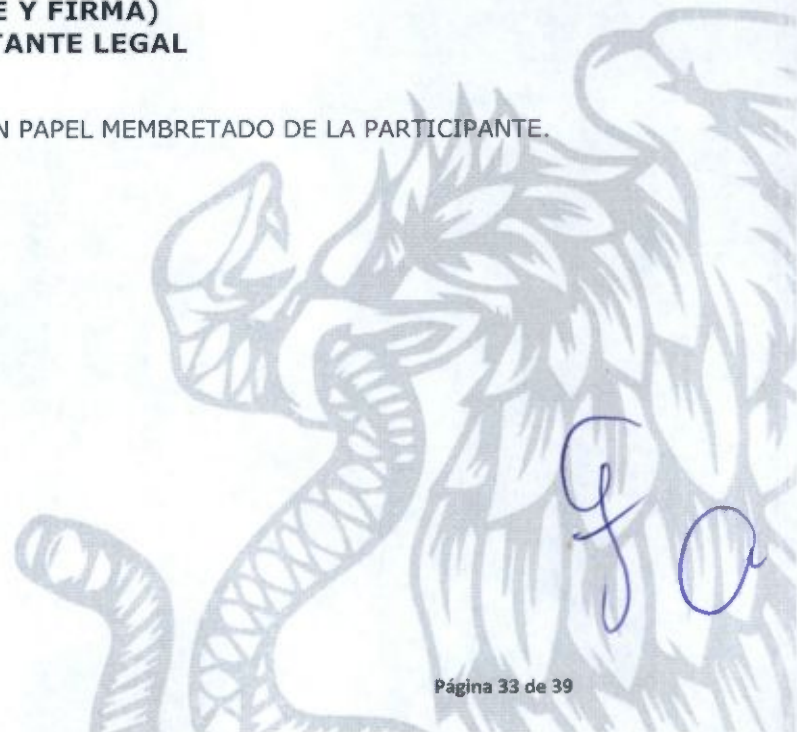 E Y FIRMA)
TANTE LEGAL
N PAPEL MEMBRETADO DE LA PARTICIPANTE.
Página 33 de 39